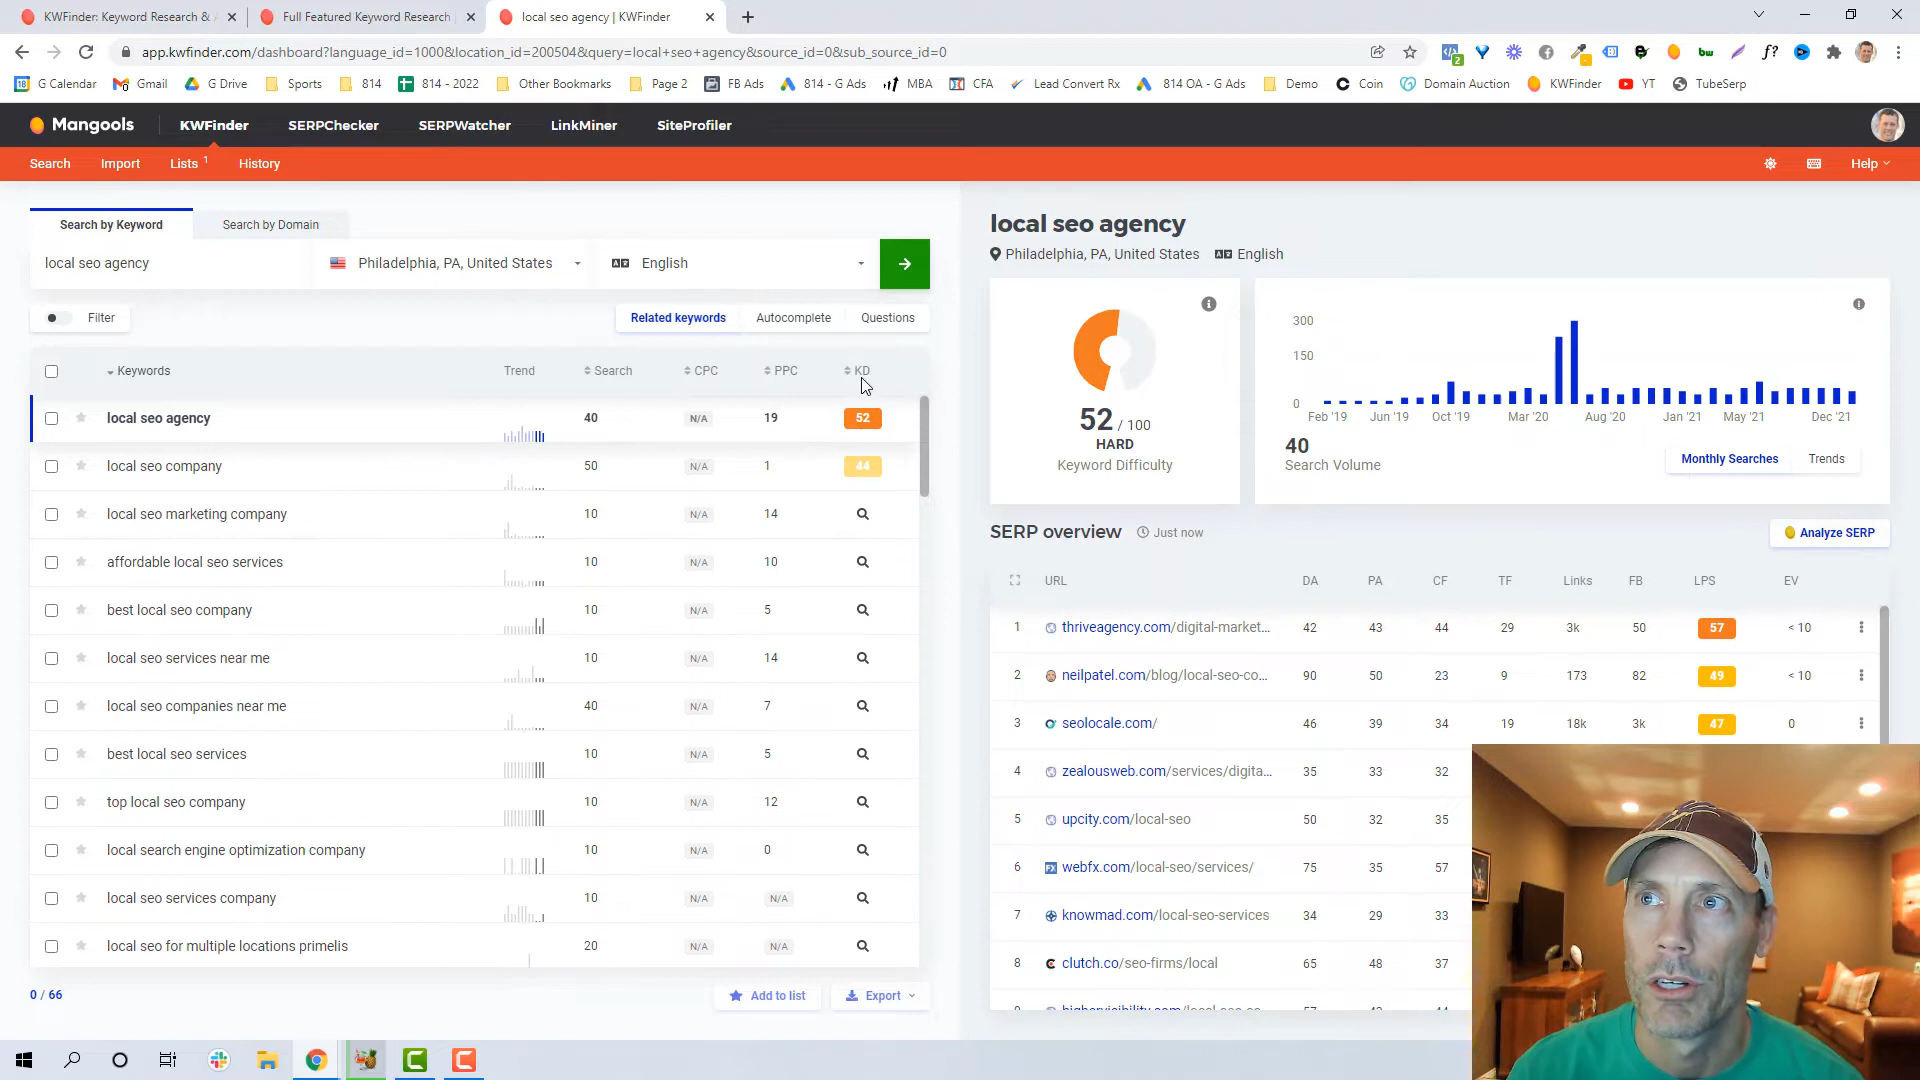 KWFinder: Keyword Research &
Full Featured Keyword Research
local seo agency | KWFinder
app.kwfinder.com/dashboard?language_id=1000&location_id=200504&query=local+seo+agency&source_id=0&sub_source_id=0
G Calendar Gmail G Drive Sports 814 814 - 2022 Other Bookmarks Page 2 FB Ads 814 - G Ads MBA CFA Lead Convert Rx 814 OA - G Ads Demo Coin Domain Auction KWFinder YT TubeSerp
Mangools KWFinder SERPChecker SERPWatcher LinkMiner SiteProfiler
Search Import Lists 1 History Help
Search by Keyword Search by Domain
local seo agency Philadelphia, PA, United States English
Filter Related keywords Autocomplete Questions
Keywords Trend Search CPC PPC KD
local seo agency 40 N/A 19 52
local seo company 50 N/A 1 44
local seo marketing company 10 N/A 14
affordable local seo services 10 N/A 10
best local seo company 10 N/A 5
local seo services near me 10 N/A 14
local seo companies near me 40 N/A 7
best local seo services 10 N/A 5
top local seo company 10 N/A 12
local search engine optimization company 10 N/A 0
local seo services company 10 N/A N/A
local seo for multiple locations primelis 20 N/A N/A
0 / 66 Add to list Export
local seo agency
Philadelphia, PA, United States English
52 / 100
HARD
Keyword Difficulty
300
150
0
Feb '19 Jun '19 Oct '19 Mar '20 Aug '20 Jan '21 May '21 Dec '21
40
Search Volume
Monthly Searches Trends
SERP overview Just now Analyze SERP
URL DA PA CF TF Links FB LPS EV
1 thriveagency.com/digital-market... 42 43 44 29 3k 50 57 < 10
2 neilpatel.com/blog/local-seo-co... 90 50 23 9 173 82 49 < 10
3 seolocale.com/ 46 39 34 19 18k 3k 47 0
4 zealousweb.com/services/digita... 35 33 32
5 upcity.com/local-seo 50 32 35
6 webfx.com/local-seo/services/ 75 35 57
7 knowmad.com/local-seo-services 34 29 33
8 clutch.co/seo-firms/local 65 48 37